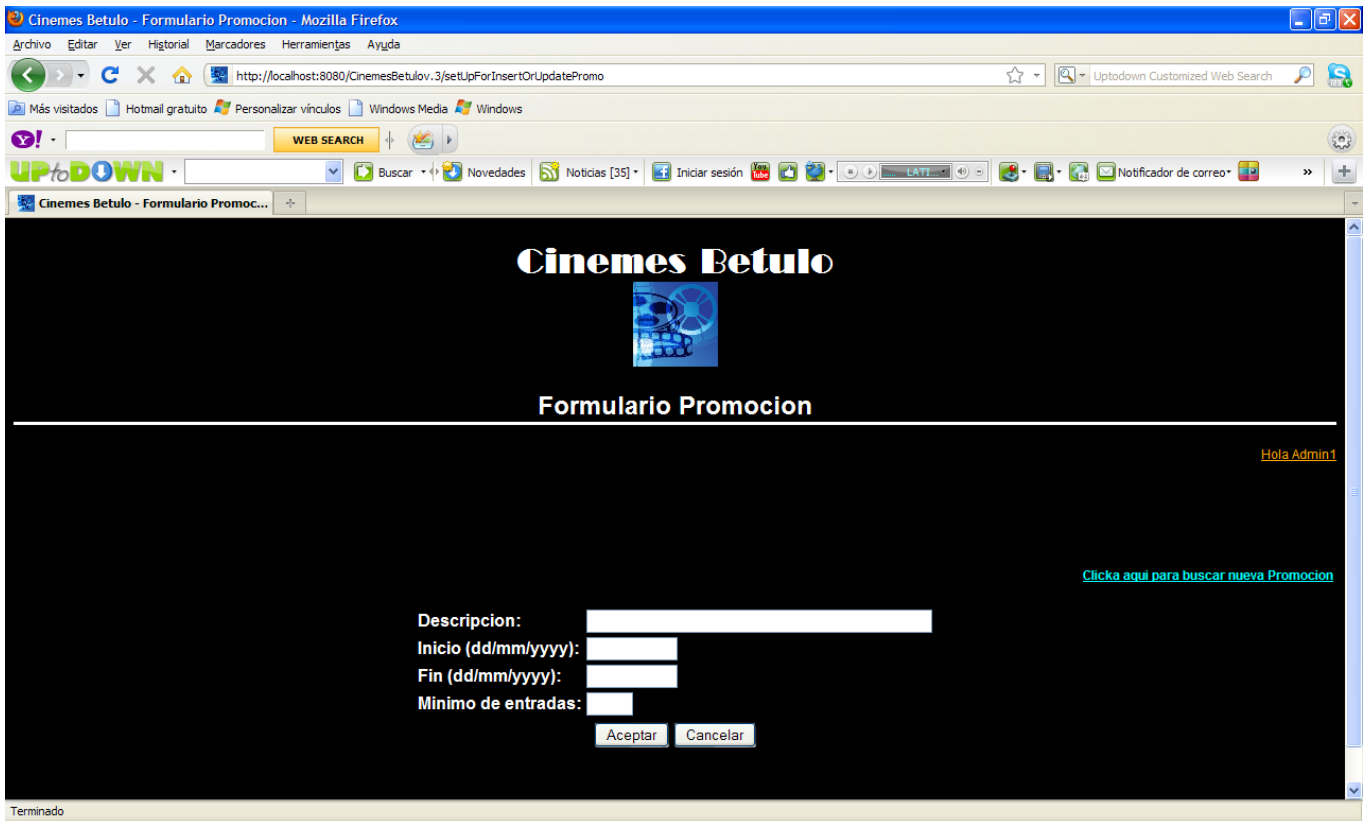 Cinemes Betulo - Formulario Promocion - Mozilla Firefox
Archivo Editar Ver Historial Marcadores Herramientas Ayuda
http://localhost:8080/CinemesBetulov.3/setUpForInsertOrUpdatePromo
Uptodown Customized Web Search
Más visitados Hotmail gratuito Personalizar vínculos Windows Media Windows
Y! WEB SEARCH
UPtoDOWN Buscar Novedades Noticias [35] Iniciar sesión You Tube LATI... Notificador de correo
Cinemes Betulo - Formulario Promoc...
Cinemes Betulo
Formulario Promocion
Hola Admin1
Clicka aqui para buscar nueva Promocion
Descripcion:
Inicio (dd/mm/yyyy):
Fin (dd/mm/yyyy):
Minimo de entradas:
Aceptar Cancelar
Terminado